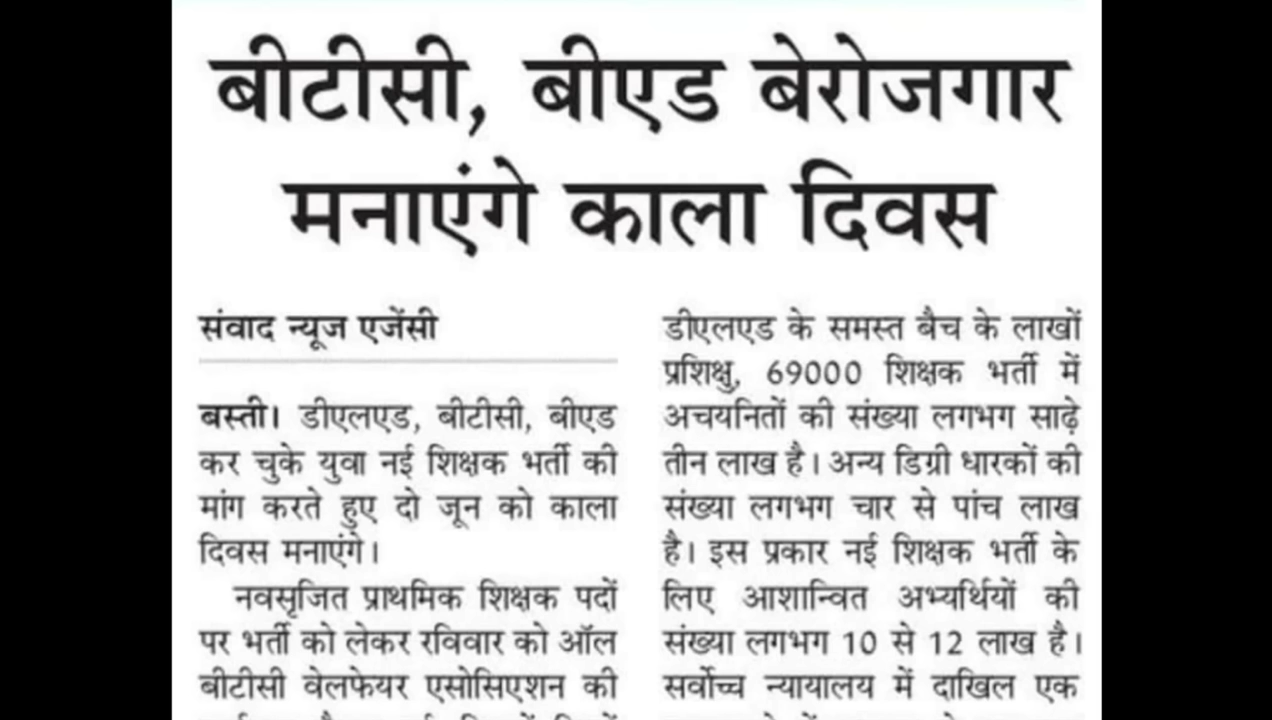 बीटीसी, बीएड बेरोजगार
मनाएंगे काला दिवस
संवाद न्यूज एजेंसी
बस्ती। डीएलएड, बीटीसी, बीएड
कर चुके युवा नई शिक्षक भर्ती की
मांग करते हुए दो जून को काला
दिवस मनाएंगे।
नवसृजित प्राथमिक शिक्षक पदों
पर भर्ती को लेकर रविवार को ऑल
बीटीसी वेलफेयर एसोसिएशन की
डीएलएड के समस्त बैच के लाखों
प्रशिक्षु, 69000 शिक्षक भर्ती में
अचयनितों की संख्या लगभग साढ़े
तीन लाख है। अन्य डिग्री धारकों की
संख्या लगभग चार से पांच लाख
है। इस प्रकार नई शिक्षक भर्ती के
लिए आशान्वित अभ्यर्थियों की
संख्या लगभग 10 से 12 लाख है।
सर्वोच्च न्यायालय में दाखिल एक